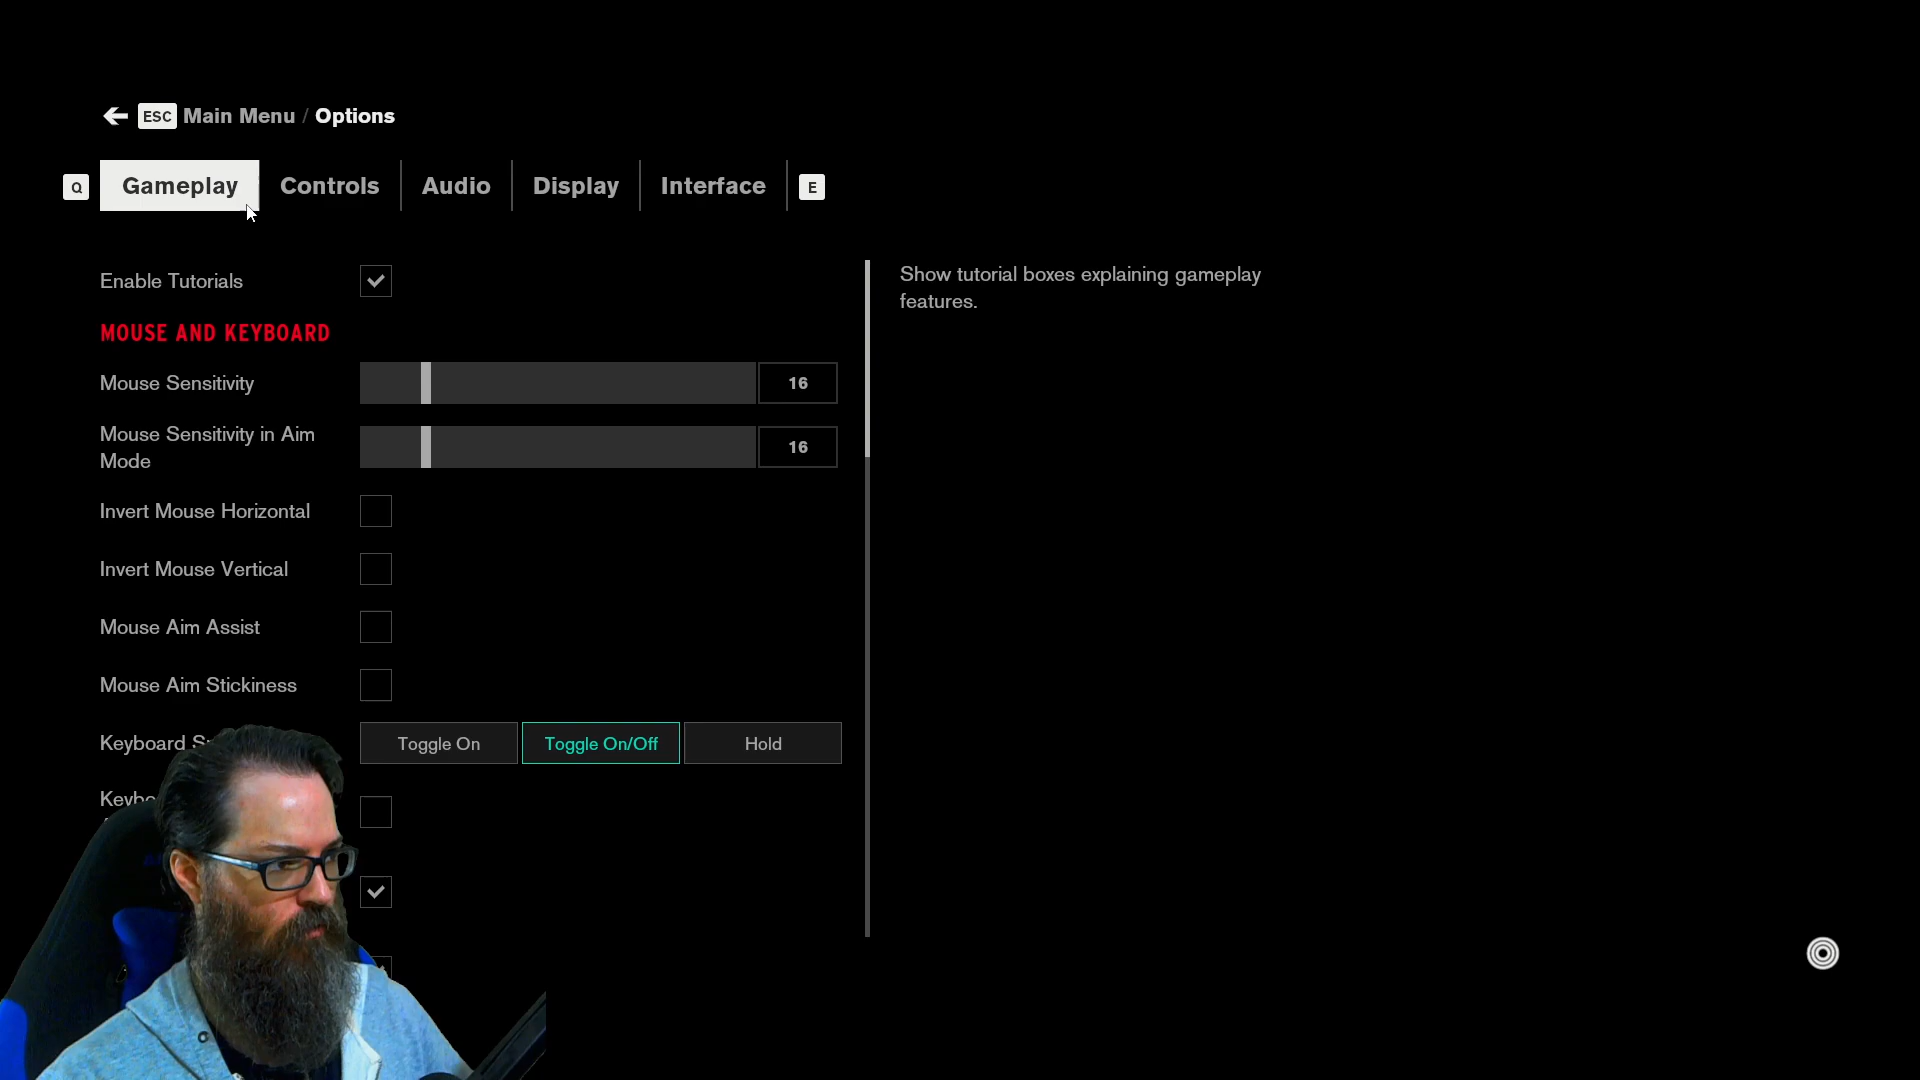 ESC Main Menu / Options
Q Gameplay Controls Audio Display Interface E
Enable Tutorials
Show tutorial boxes explaining gameplay
features.
MOUSE AND KEYBOARD
Mouse Sensitivity 16
Mouse Sensitivity in Aim
Mode
16
Invert Mouse Horizontal
Invert Mouse Vertical
Mouse Aim Assist
Mouse Aim Stickiness
Keyboard Toggle On Toggle On/Off Hold